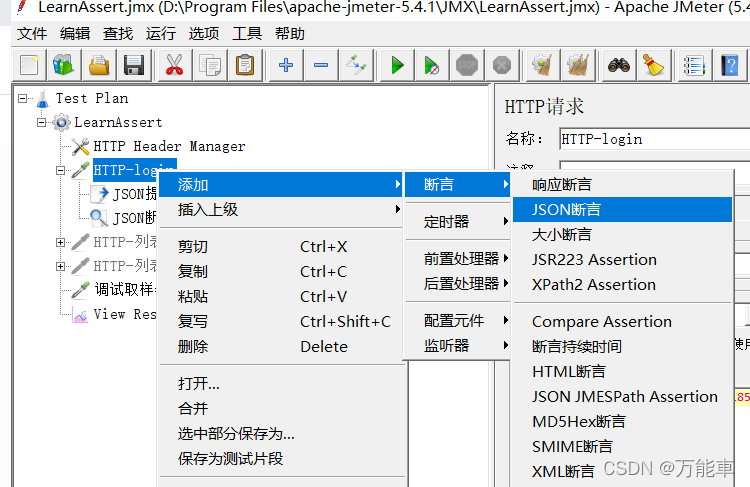 LearnAssert.jmx (D:\Program Files\apache-jmeter-5.4.1\JMX\LearnAssert.jmx) - Apache JMeter (5.4.
文件 编辑 查找 运行 选项 工具 帮助
Test Plan
LearnAssert
HTTP Header Manager
HTTP-login
JSON提
JSON断
HTTP-列表
HTTP-列表
调试取样
View Res
HTTP请求
名称:
HTTP-login
添加
插入上级
剪切 Ctrl+X
复制 Ctrl+C
粘贴 Ctrl+V
复写 Ctrl+Shift+C
删除 Delete
打开...
合并
选中部分保存为...
保存为测试片段
断言
定时器
前置处理器
后置处理器
配置元件
监听器
响应断言
JSON断言
大小断言
JSR223 Assertion
XPath2 Assertion
Compare Assertion
断言持续时间
HTML断言
JSON JMESPath Assertion
MD5Hex断言
SMIME断言
XML断言
使用
185
CSDN @万能車